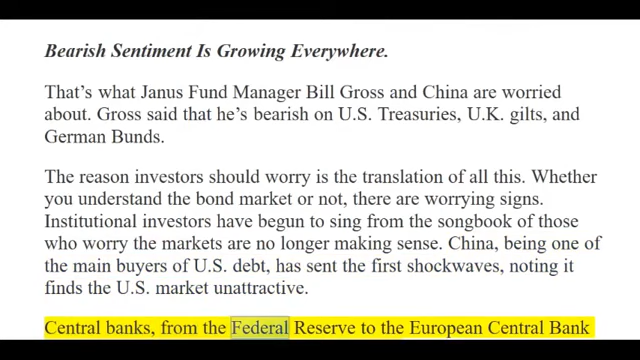 Bearish Sentiment Is Growing Everywhere.
That’s what Janus Fund Manager Bill Gross and China are worried
about. Gross said that he’s bearish on U.S. Treasuries, U.K. gilts, and
German Bunds.
The reason investors should worry is the translation of all this. Whether
you understand the bond market or not, there are worrying signs.
Institutional investors have begun to sing from the songbook of those
who worry the markets are no longer making sense. China, being one of
the main buyers of U.S. debt, has sent the first shockwaves, noting it
finds the U.S. market unattractive.
Central banks, from the Federal Reserve to the European Central Bank